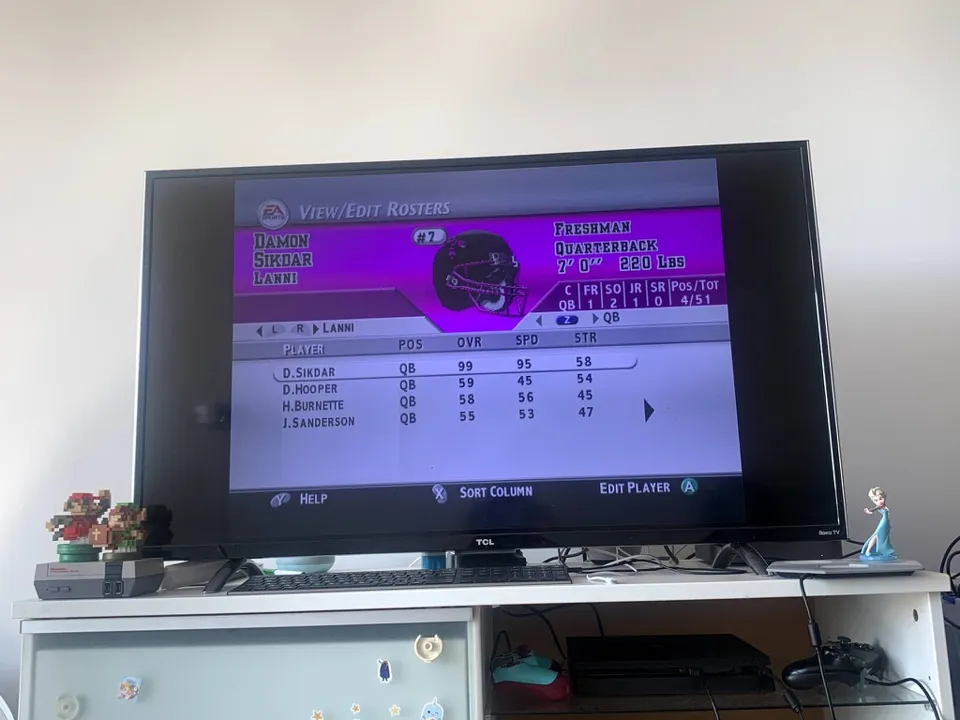 EA
SPORTS
VIEW/EDIT ROSTERS
DAMON
SIKDAR
LANNI
#7
FRESHMAN
QUARTERBACK
7' 0" 220 LBS
C FR SO JR SR POS/TOT
QB 1 2 1 0 4/51
L R LANNI
Z QB
PLAYER POS OVR SPD STR
D.SIKDAR QB 99 95 58
D.HOOPER QB 59 45 54
H.BURNETTE QB 58 56 45
J.SANDERSON QB 55 53 47
Y HELP
X SORT COLUMN
EDIT PLAYER A
TCL
Roku TV